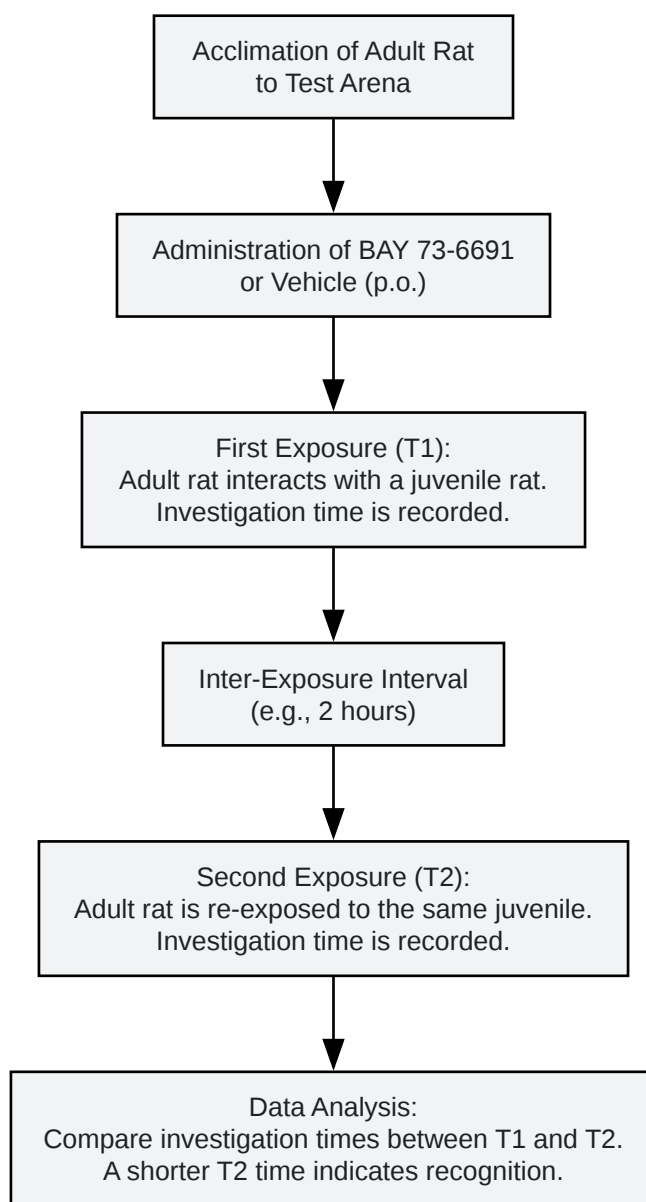 Acclimation of Adult Rat
to Test Arena
Administration of BAY 73-6691
or Vehicle (p.o.)
First Exposure (T1):
Adult rat interacts with a juvenile rat.
Investigation time is recorded.
Inter-Exposure Interval
(e.g., 2 hours)
Second Exposure (T2):
Adult rat is re-exposed to the same juvenile.
Investigation time is recorded.
Data Analysis:
Compare investigation times between T1 and T2.
A shorter T2 time indicates recognition.